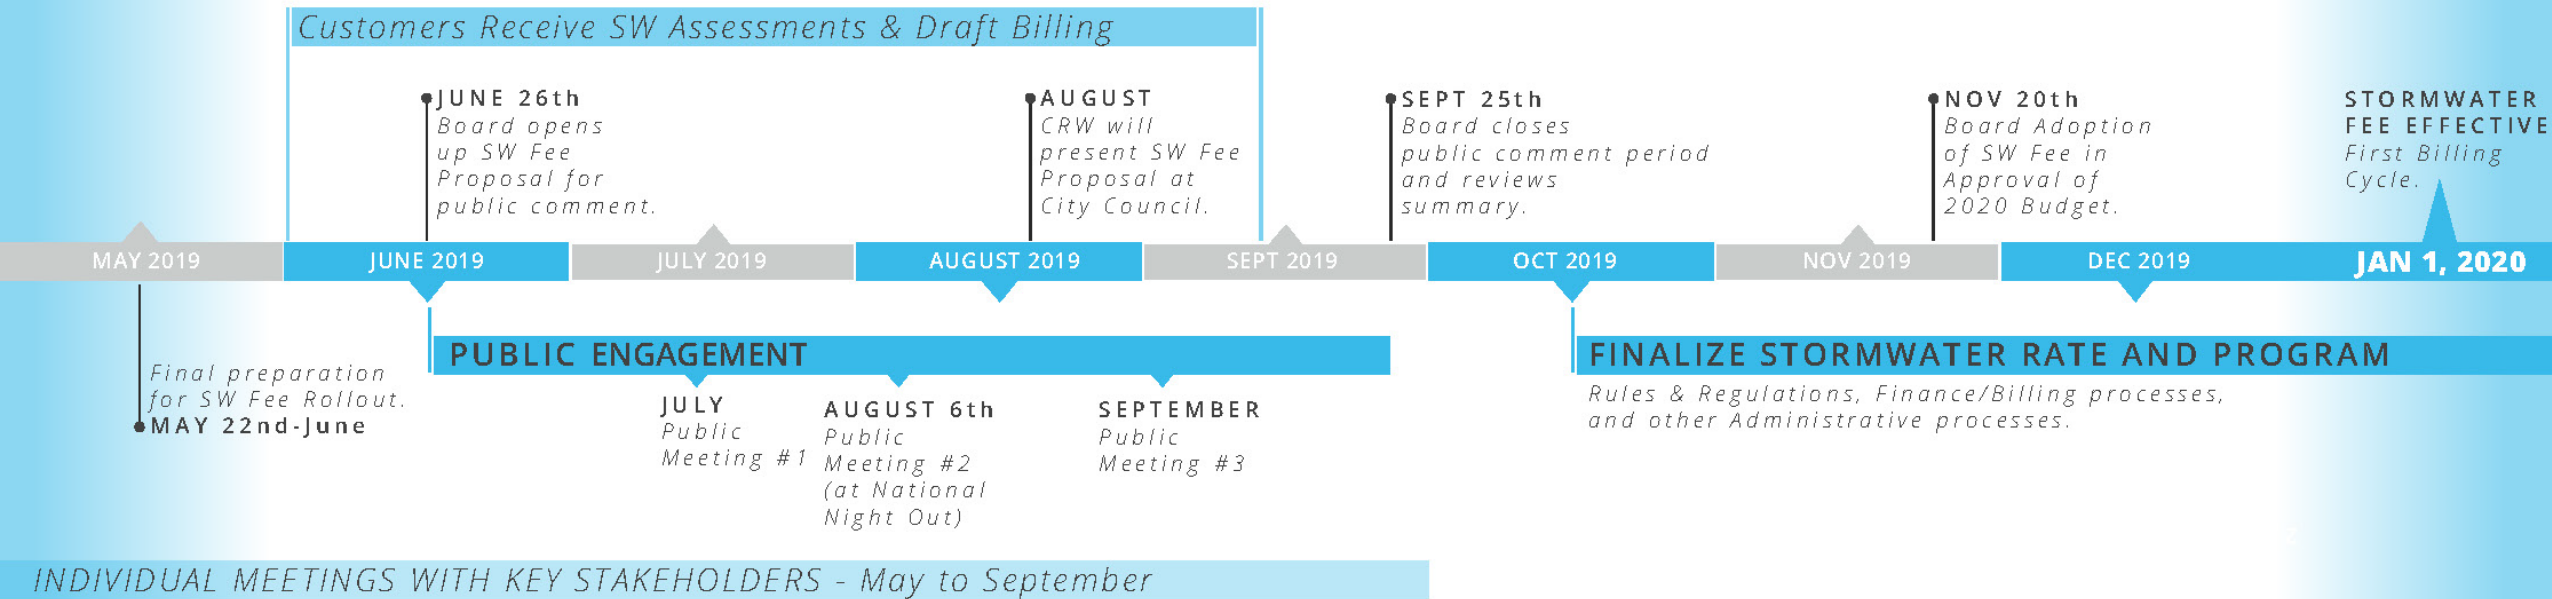 Customers Receive SW Assessments & Draft Billing
JUNE 26th
Board opens
up SW Fee
Proposal for
public comment.
AUGUST
CRW will
present SW Fee
Proposal at
City Council.
SEPT 25th
Board closes
public comment period
and reviews
summary.
NOV 20th
Board Adoption
of SW Fee in
Approval of
2020 Budget.
STORMWATER
FEE EFFECTIVE
First Billing
Cycle.
MAY 2019
JUNE 2019
JULY 2019
AUGUST 2019
SEPT 2019
OCT 2019
NOV 2019
DEC 2019
JAN 1, 2020
Final preparation
for SW Fee Rollout.
MAY 22nd-June
PUBLIC ENGAGEMENT
JULY
Public
Meeting #1
AUGUST 6th
Public
Meeting #2
(at National
Night Out)
SEPTEMBER
Public
Meeting #3
FINALIZE STORMWATER RATE AND PROGRAM
Rules & Regulations, Finance/Billing processes,
and other Administrative processes.
INDIVIDUAL MEETINGS WITH KEY STAKEHOLDERS - May to September